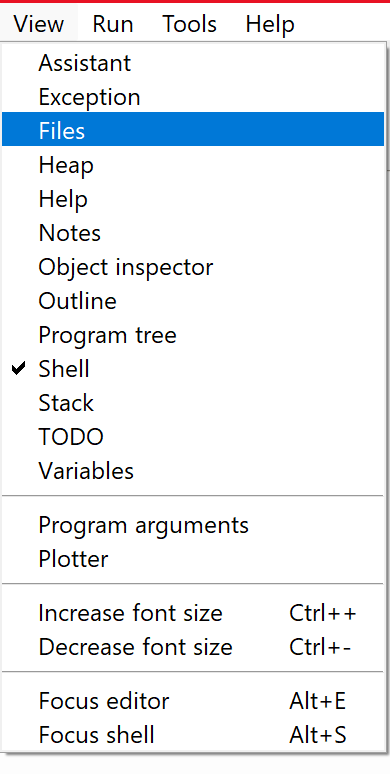 View Run Tools Help
Assistant
Exception
Files
Heap
Help
Notes
Object inspector
Outline
Program tree
Shell
Stack
TODO
Variables
Program arguments
Plotter
Increase font size Ctrl++
Decrease font size Ctrl+-
Focus editor Alt+E
Focus shell Alt+S